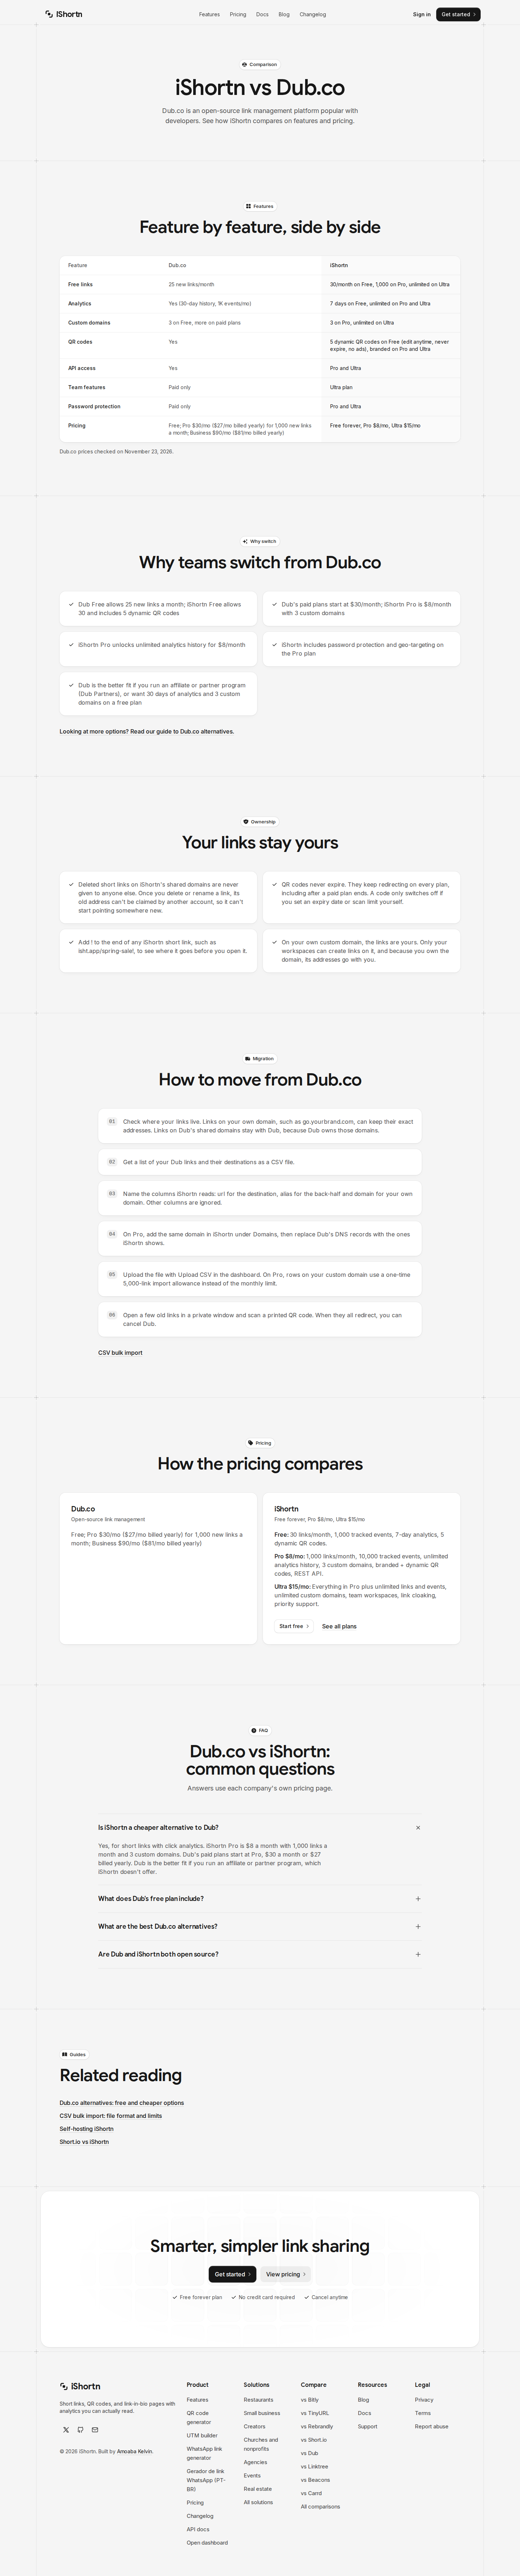 iShortn
Features
Pricing
Docs
Blog
Changelog
Sign in
Get started
Comparison
iShortn vs Dub.co
Dub.co is an open-source link management platform popular with
developers. See how iShortn compares on features and pricing.
Features
Feature by feature, side by side
Feature
Dub.co
iShortn
Free links
25 new links/month
30/month on Free, 1,000 on Pro, unlimited on Ultra
Analytics
Yes (30-day history, 1K events/mo)
7 days on Free, unlimited on Pro and Ultra
Custom domains
3 on Free, more on paid plans
3 on Pro, unlimited on Ultra
QR codes
Yes
5 dynamic QR codes on Free (edit anytime, never
expire, no ads), branded on Pro and Ultra
API access
Yes
Pro and Ultra
Team features
Paid only
Ultra plan
Password protection
Paid only
Pro and Ultra
Pricing
Free; Pro $30/mo ($27/mo billed yearly) for 1,000 new links
a month; Business $90/mo ($81/mo billed yearly)
Free forever, Pro $8/mo, Ultra $15/mo
Dub.co prices checked on November 23, 2026.
Why switch
Why teams switch from Dub.co
Dub Free allows 25 new links a month; iShortn Free allows
30 and includes 5 dynamic QR codes
Dub's paid plans start at $30/month; iShortn Pro is $8/month
with 3 custom domains
iShortn Pro unlocks unlimited analytics history for $8/month
iShortn includes password protection and geo-targeting on
the Pro plan
Dub is the better fit if you run an affiliate or partner program
(Dub Partners), or want 30 days of analytics and 3 custom
domains on a free plan
Looking at more options? Read our guide to Dub.co alternatives.
Ownership
Your links stay yours
Deleted short links on iShortn's shared domains are never
given to anyone else. Once you delete or rename a link, its
old address can't be claimed by another account, so it can't
start pointing somewhere new.
QR codes never expire. They keep redirecting on every plan,
including after a paid plan ends. A code only switches off if
you set an expiry date or scan limit yourself.
Add ! to the end of any iShortn short link, such as
isht.app/spring-sale!, to see where it goes before you open it.
On your own custom domain, the links are yours. Only your
workspaces can create links on it, and because you own the
domain, its addresses go with you.
Migration
How to move from Dub.co
01
Check where your links live. Links on your own domain, such as go.yourbrand.com, can keep their exact
addresses. Links on Dub's shared domains stay with Dub, because Dub owns those domains.
02
Get a list of your Dub links and their destinations as a CSV file.
03
Name the columns iShortn reads: url for the destination, alias for the back-half and domain for your own
domain. Other columns are ignored.
04
On Pro, add the same domain in iShortn under Domains, then replace Dub's DNS records with the ones
iShortn shows.
05
Upload the file with Upload CSV in the dashboard. On Pro, rows on your custom domain use a one-time
5,000-link import allowance instead of the monthly limit.
06
Open a few old links in a private window and scan a printed QR code. When they all redirect, you can
cancel Dub.
CSV bulk import
Pricing
How the pricing compares
Dub.co
Open-source link management
Free; Pro $30/mo ($27/mo billed yearly) for 1,000 new links a
month; Business $90/mo ($81/mo billed yearly)
iShortn
Free forever, Pro $8/mo, Ultra $15/mo
Free: 30 links/month, 1,000 tracked events, 7-day analytics, 5
dynamic QR codes.
Pro $8/mo: 1,000 links/month, 10,000 tracked events, unlimited
analytics history, 3 custom domains, branded + dynamic QR
codes, REST API.
Ultra $15/mo: Everything in Pro plus unlimited links and events,
unlimited custom domains, team workspaces, link cloaking,
priority support.
Start free
See all plans
FAQ
Dub.co vs iShortn:
common questions
Answers use each company's own pricing page.
Is iShortn a cheaper alternative to Dub?
Yes, for short links with click analytics. iShortn Pro is $8 a month with 1,000 links a
month and 3 custom domains. Dub's paid plans start at Pro, $30 a month or $27
billed yearly. Dub is the better fit if you run an affiliate or partner program, which
iShortn doesn't offer.
What does Dub's free plan include?
What are the best Dub.co alternatives?
Are Dub and iShortn both open source?
Guides
Related reading
Dub.co alternatives: free and cheaper options
CSV bulk import: file format and limits
Self-hosting iShortn
Short.io vs iShortn
Smarter, simpler link sharing
Get started
View pricing
Free forever plan
No credit card required
Cancel anytime
iShortn
Short links, QR codes, and link-in-bio pages with
analytics you can actually read.
© 2026 iShortn. Built by Amoaba Kelvin.
Product
Features
QR code
generator
UTM builder
WhatsApp link
generator
Gerador de link
WhatsApp (PT-
BR)
Pricing
Changelog
API docs
Open dashboard
Solutions
Restaurants
Small business
Creators
Churches and
nonprofits
Agencies
Events
Real estate
All solutions
Compare
vs Bitly
vs TinyURL
vs Rebrandly
vs Short.io
vs Dub
vs Linktree
vs Beacons
vs Carrd
All comparisons
Resources
Blog
Docs
Support
Legal
Privacy
Terms
Report abuse